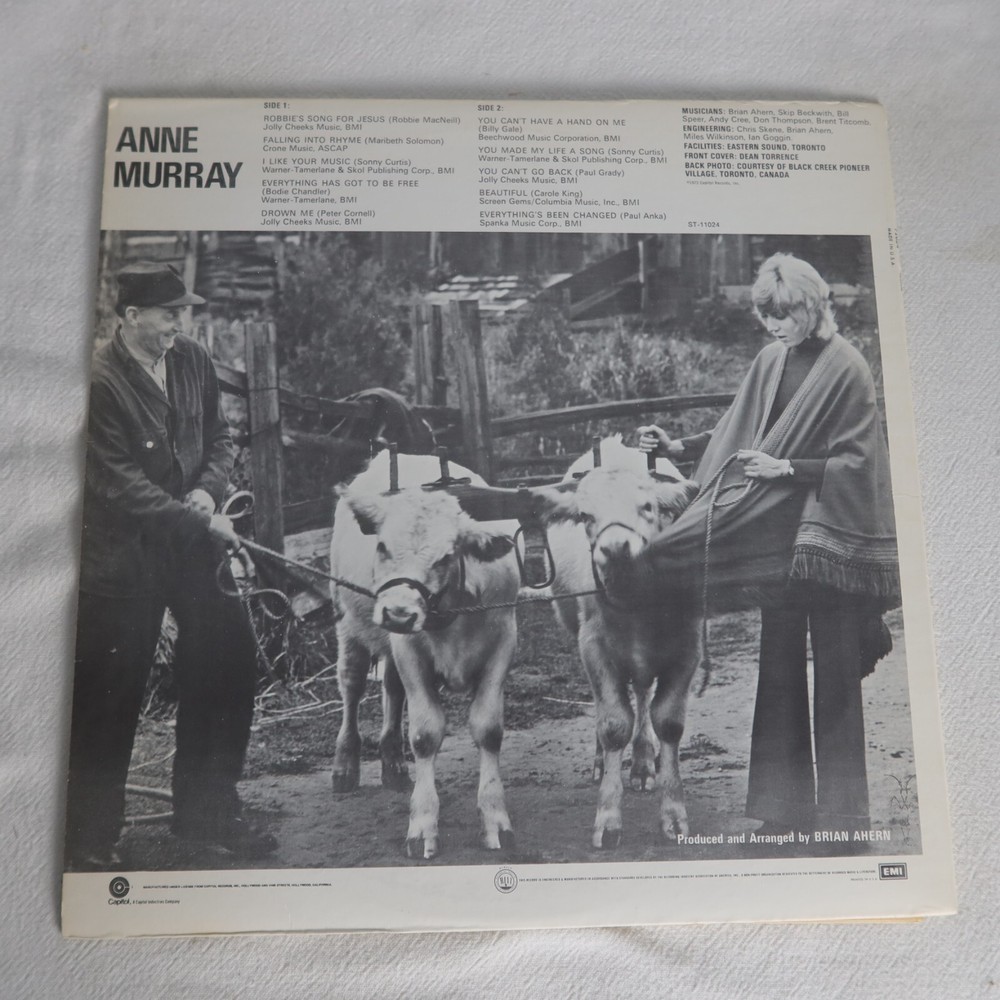 ANNE
MURRAY
SIDE 1:
ROBBIE'S SONG FOR JESUS (Robbie MacNeill)
Jolly Cheeks Music, BMI
FALLING INTO RHYME (Maribeth Solomon)
Crone Music, ASCAP
I LIKE YOUR MUSIC (Sonny Curtis)
Warner-Tamerlane & Skol Publishing Corp., BMI
EVERYTHING HAS GOT TO BE FREE
(Bodie Chandler)
Warner-Tamerlane, BMI
DROWN ME (Peter Cornell)
Jolly Cheeks Music, BMI
SIDE 2:
YOU CAN'T HAVE A HAND ON ME
(Billy Gale)
Beechwood Music Corporation, BMI
YOU MADE MY LIFE A SONG (Sonny Curtis)
Warner-Tamerlane & Skol Publishing Corp., BMI
YOU CAN'T GO BACK (Paul Grady)
Jolly Cheeks Music, BMI
BEAUTIFUL (Carole King)
Screen Gems/Columbia Music, Inc., BMI
EVERYTHING'S BEEN CHANGED (Paul Anka)
Spanka Music Corp., BMI
MUSICIANS: Brian Ahern, Skip Beckwith, Bill
Speer, Andy Cree, Don Thompson, Brent Titcomb.
ENGINEERING: Chris Skene, Brian Ahern,
Miles Wilkinson, Ian Goggin.
FACILITIES: EASTERN SOUND, TORONTO
FRONT COVER: DEAN TORRENCE
BACK PHOTO: COURTESY OF BLACK CREEK PIONEER
VILLAGE, TORONTO, CANADA
ST-11024
Produced and Arranged by BRIAN AHERN
Capitol
EMI